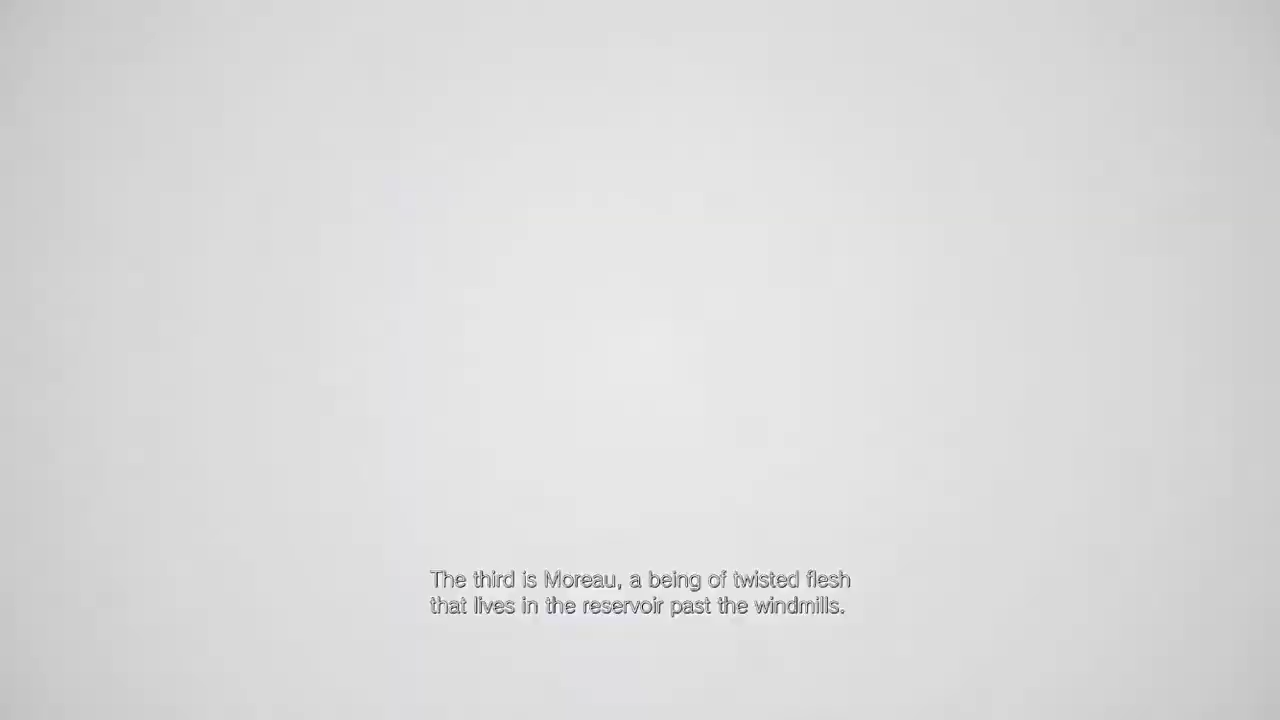 The third is Moreau, a being of twisted flesh
that lives in the reservoir past the windmills.